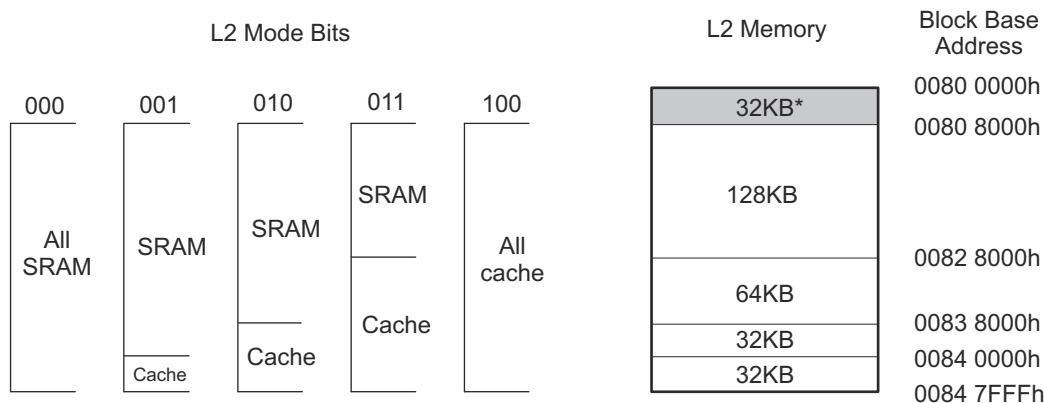 L2 Mode Bits
L2 Memory
Block Base
Address
000
001
010
011
100
All
SRAM
SRAM
Cache
SRAM
Cache
SRAM
Cache
All
cache
32KB*
128KB
64KB
32KB
32KB
0080 0000h
0080 8000h
0082 8000h
0083 8000h
0084 0000h
0084 7FFFh